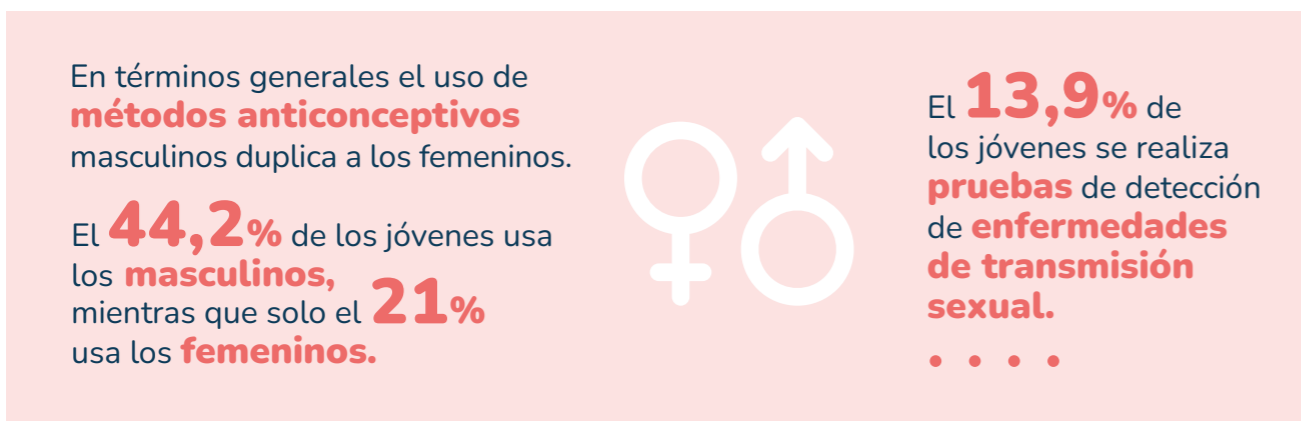 En términos generales el uso de
métodos anticonceptivos
masculinos duplica a los femeninos.
El 44,2% de los jóvenes usa
los masculinos,
mientras que solo el 21%
usa los femeninos.
El 13,9% de
los jóvenes se realiza
pruebas de detección
de enfermedades
de transmisión
sexual.